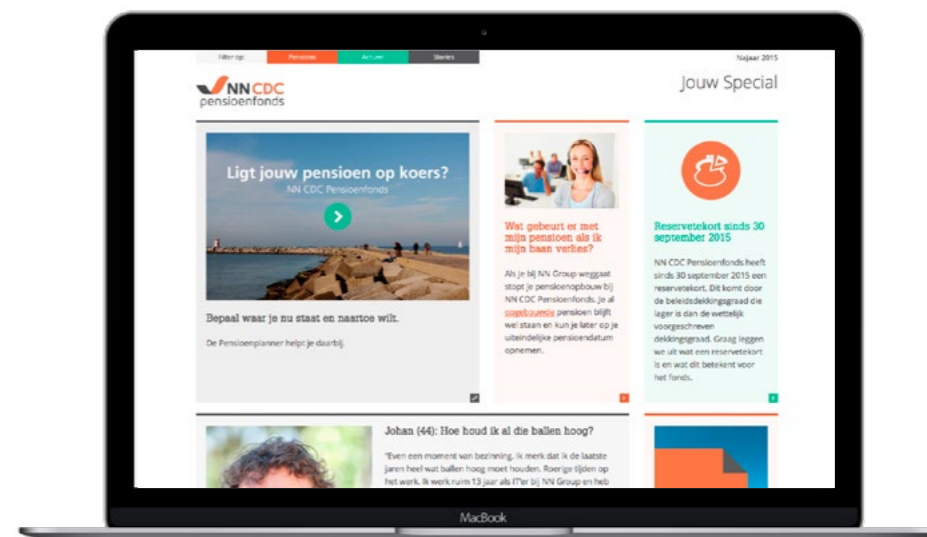 Filter op:
Pensioen
Actueel
Stories
Najaar 2015
Jouw Special
NN CDC
pensioenfonds
Ligt jouw pensioen op koers?
NN CDC Pensioenfonds
Bepaal waar je nu staat en naartoe wilt.
De Pensioenplanner helpt je daarbij.
Wat gebeurt er met
mijn pensioen als ik
mijn baan verlies?
Als je bij NN Group weggaat
stopt je pensioenopbouw bij
NN CDC Pensioenfonds. Je al
opgebouwde pensioen blijft
wel staan en kun je later op je
uiteindelijke pensioendatum
opnemen.
Reservetekort sinds 30
september 2015
NN CDC Pensioenfonds heeft
sinds 30 september 2015 een
reservetekort. Dit komt door
de beleidsdekkingsgraad die
lager is dan de wettelijk
voorgeschreven
dekkingsgraad. Graag leggen
we uit wat een reservetekort
is en wat dit betekent voor
het fonds.
Johan (44): Hoe houd ik al die ballen hoog?
"Even een moment van bezinning. Ik merk dat ik de laatste
jaren heel wat ballen hoog moet houden. Roerige tijden op
het werk. Ik werk ruim 13 jaar als IT'er bij NN Group en heb
MacBook